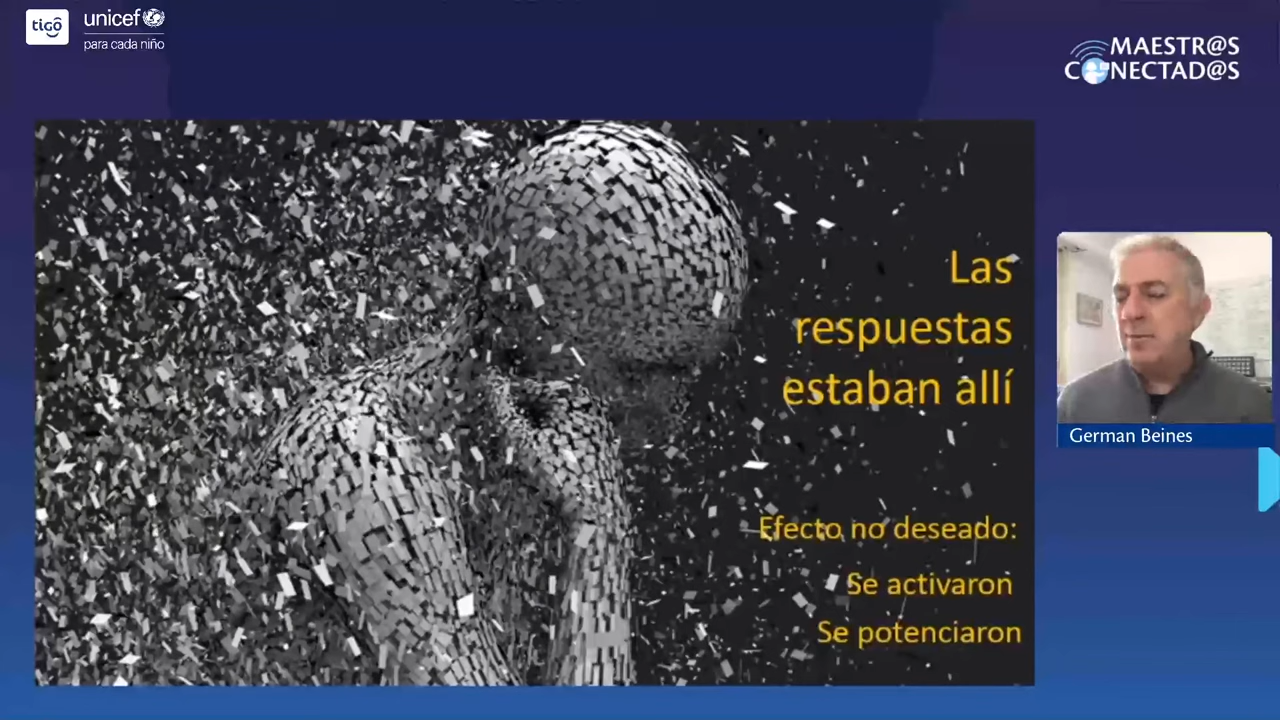 tigo
unicef
para cada niño
MAESTR@S
CONECTAD@S
Las
respuestas
estaban allí
Efecto no deseado:
Se activaron
Se potenciaron
German Beines